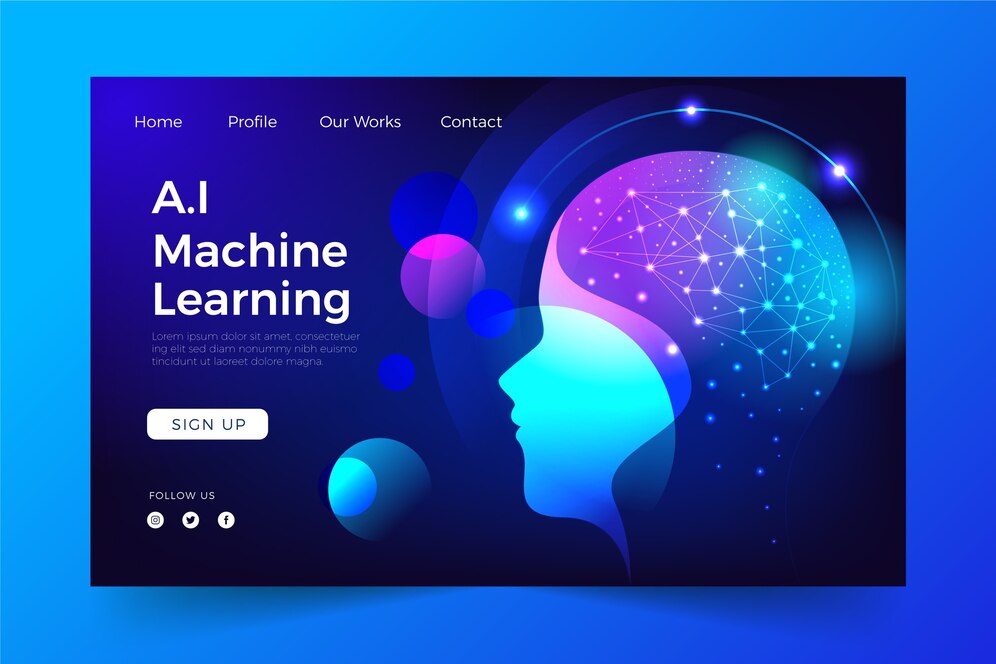 Home Profile Our Works Contact
A.I
Machine
Learning
Lorem ipsum dolor sit amet, consectetuer
ing elit, sed diam nonummy nibh euismo
tincidunt ut laoreet dolore magna.
SIGN UP
FOLLOW US